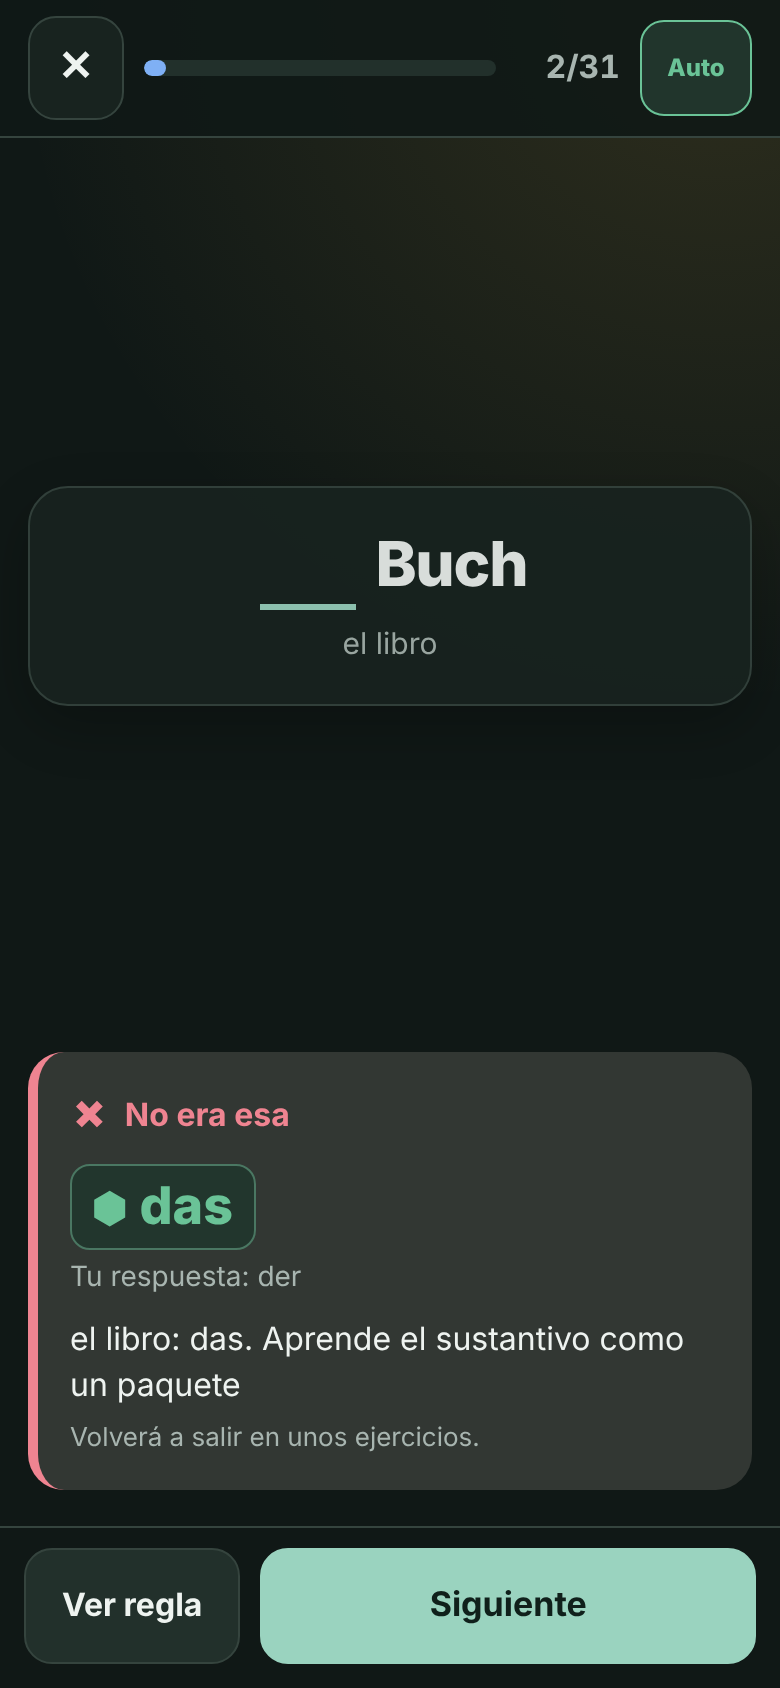 2/31
Auto
___ Buch
el libro
No era esa
das
Tu respuesta: der
el libro: das. Aprende el sustantivo como
un paquete
Volverá a salir en unos ejercicios.
Ver regla
Siguiente